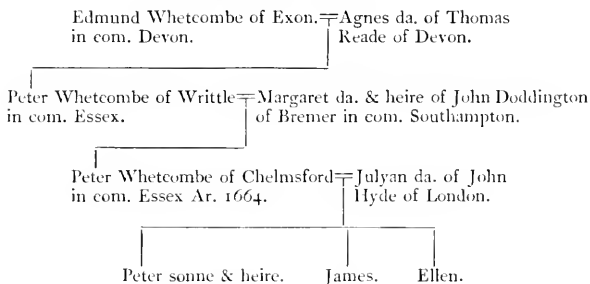 Edmund Whetcombe of Exon.=Agnes da. of Thomas
in com. Devon. Reade of Devon.
Peter Whetcombe of Writtle=Margaret da. & heire of John Doddington
in com. Essex. of Bremer in com. Southampton.
Peter Whetcombe of Chelmsford=Julyan da. of John
in com. Essex Ar. 1664. Hyde of London.
Peter sonne & heire. James. Ellen.